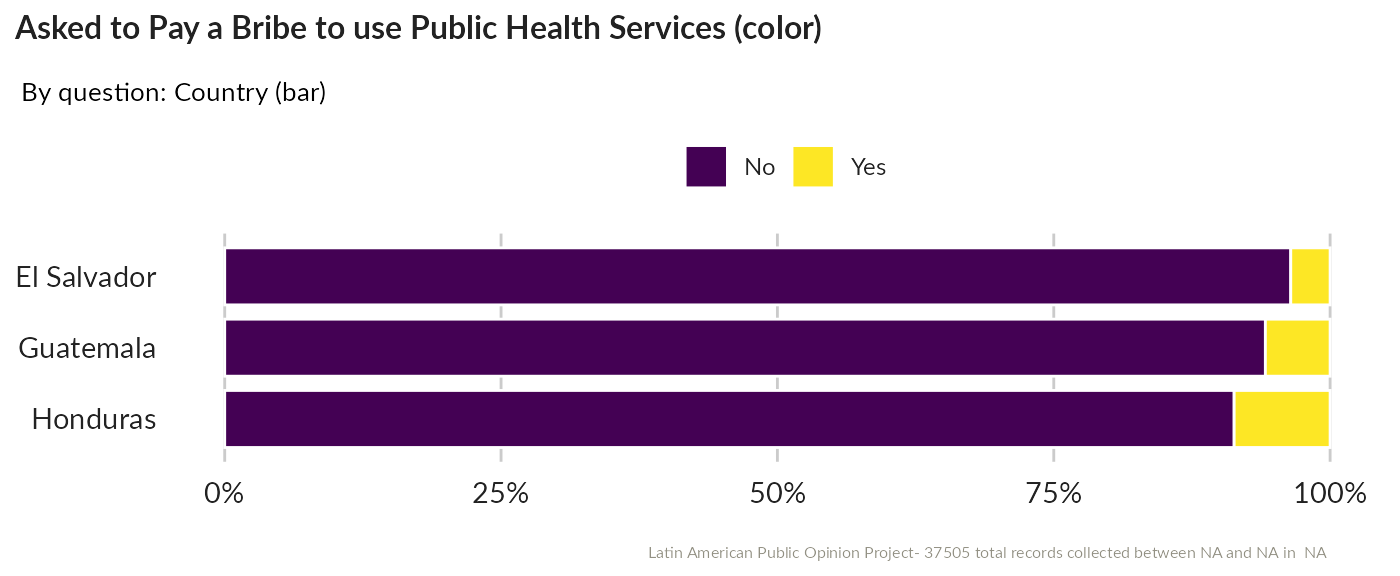 Asked to Pay a Bribe to use Public Health Services (color)
By question: Country (bar)
No Yes
El Salvador
Guatemala
Honduras
0% 25% 50% 75% 100%
Latin American Public Opinion Project- 37505 total records collected between NA and NA in  NA